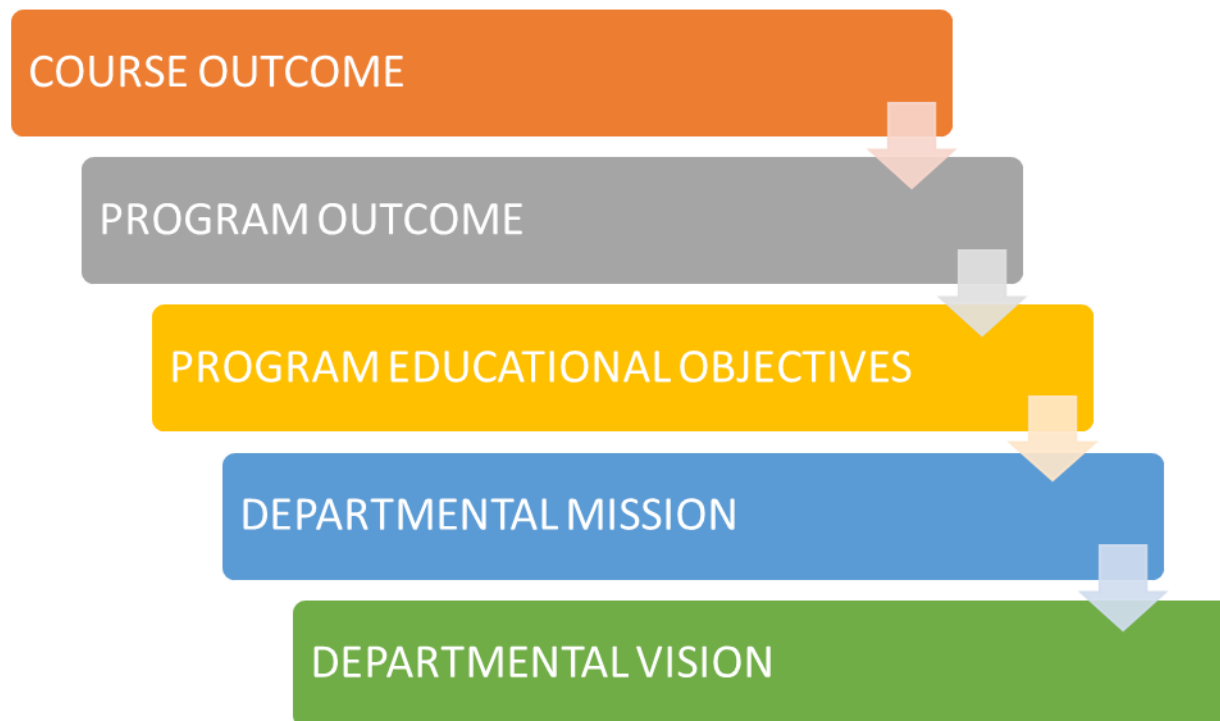 COURSE OUTCOME
PROGRAM OUTCOME
PROGRAM EDUCATIONAL OBJECTIVES
DEPARTMENTAL MISSION
DEPARTMENTAL VISION